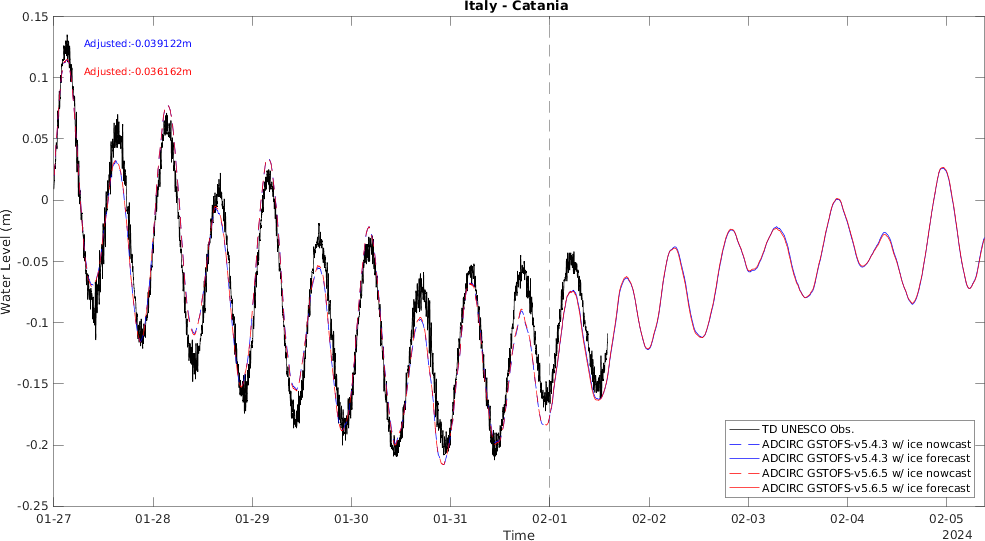 Italy - Catania
Adjusted:-0.039122m
Adjusted:-0.036162m
Water Level (m)
0.15
0.1
0.05
0
-0.05
-0.1
-0.15
-0.2
-0.25
TD UNESCO Obs.
ADCIRC GSTOFS-v5.4.3 w/ ice nowcast
ADCIRC GSTOFS-v5.4.3 w/ ice forecast
ADCIRC GSTOFS-v5.6.5 w/ ice nowcast
ADCIRC GSTOFS-v5.6.5 w/ ice forecast
01-27 01-28 01-29 01-30 01-31 02-01 02-02 02-03 02-04 02-05
Time
2024